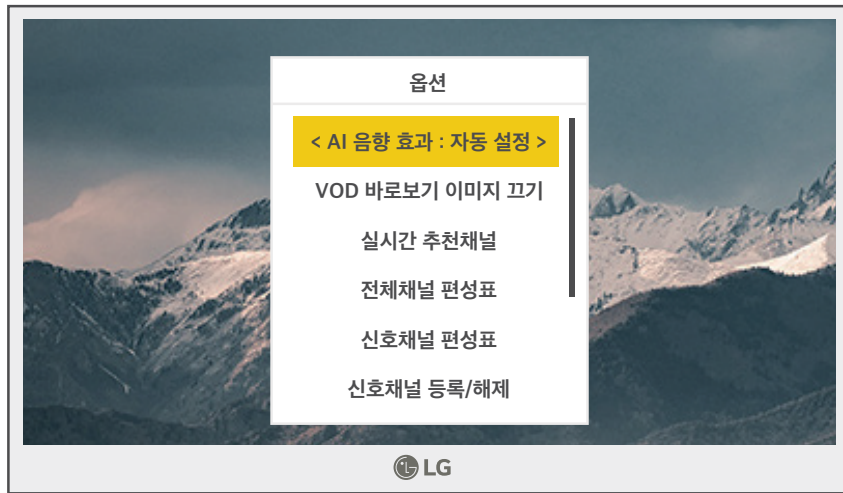 옵션
< AI 음향 효과 : 자동 설정 >
VOD 바로보기 이미지 끄기
실시간 추천채널
전체채널 편성표
신호채널 편성표
신호채널 등록/해제
LG